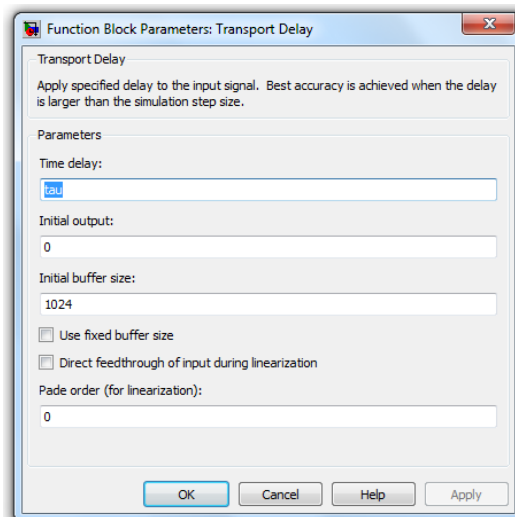 Function Block Parameters: Transport Delay
Transport Delay
Apply specified delay to the input signal.  Best accuracy is achieved when the delay
is larger than the simulation step size.
Parameters
Time delay:
tau
Initial output:
0
Initial buffer size:
1024
Use fixed buffer size
Direct feedthrough of input during linearization
Pade order (for linearization):
0
OK Cancel Help Apply